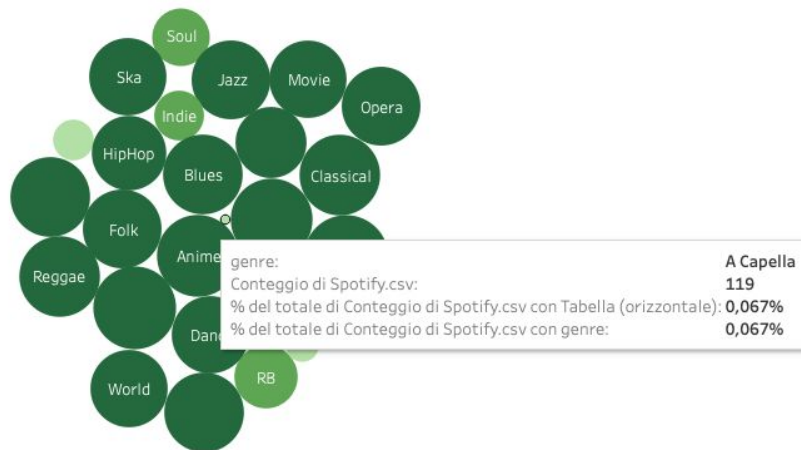 Soul
Ska
Jazz
Movie
Opera
Indie
HipHop
Blues
Classical
Folk
Anime
Reggae
genre: A Capella
Conteggio di Spotify.csv: 119
% del totale di Conteggio di Spotify.csv con Tabella (orizzontale): 0,067%
% del totale di Conteggio di Spotify.csv con genre: 0,067%
RB
World